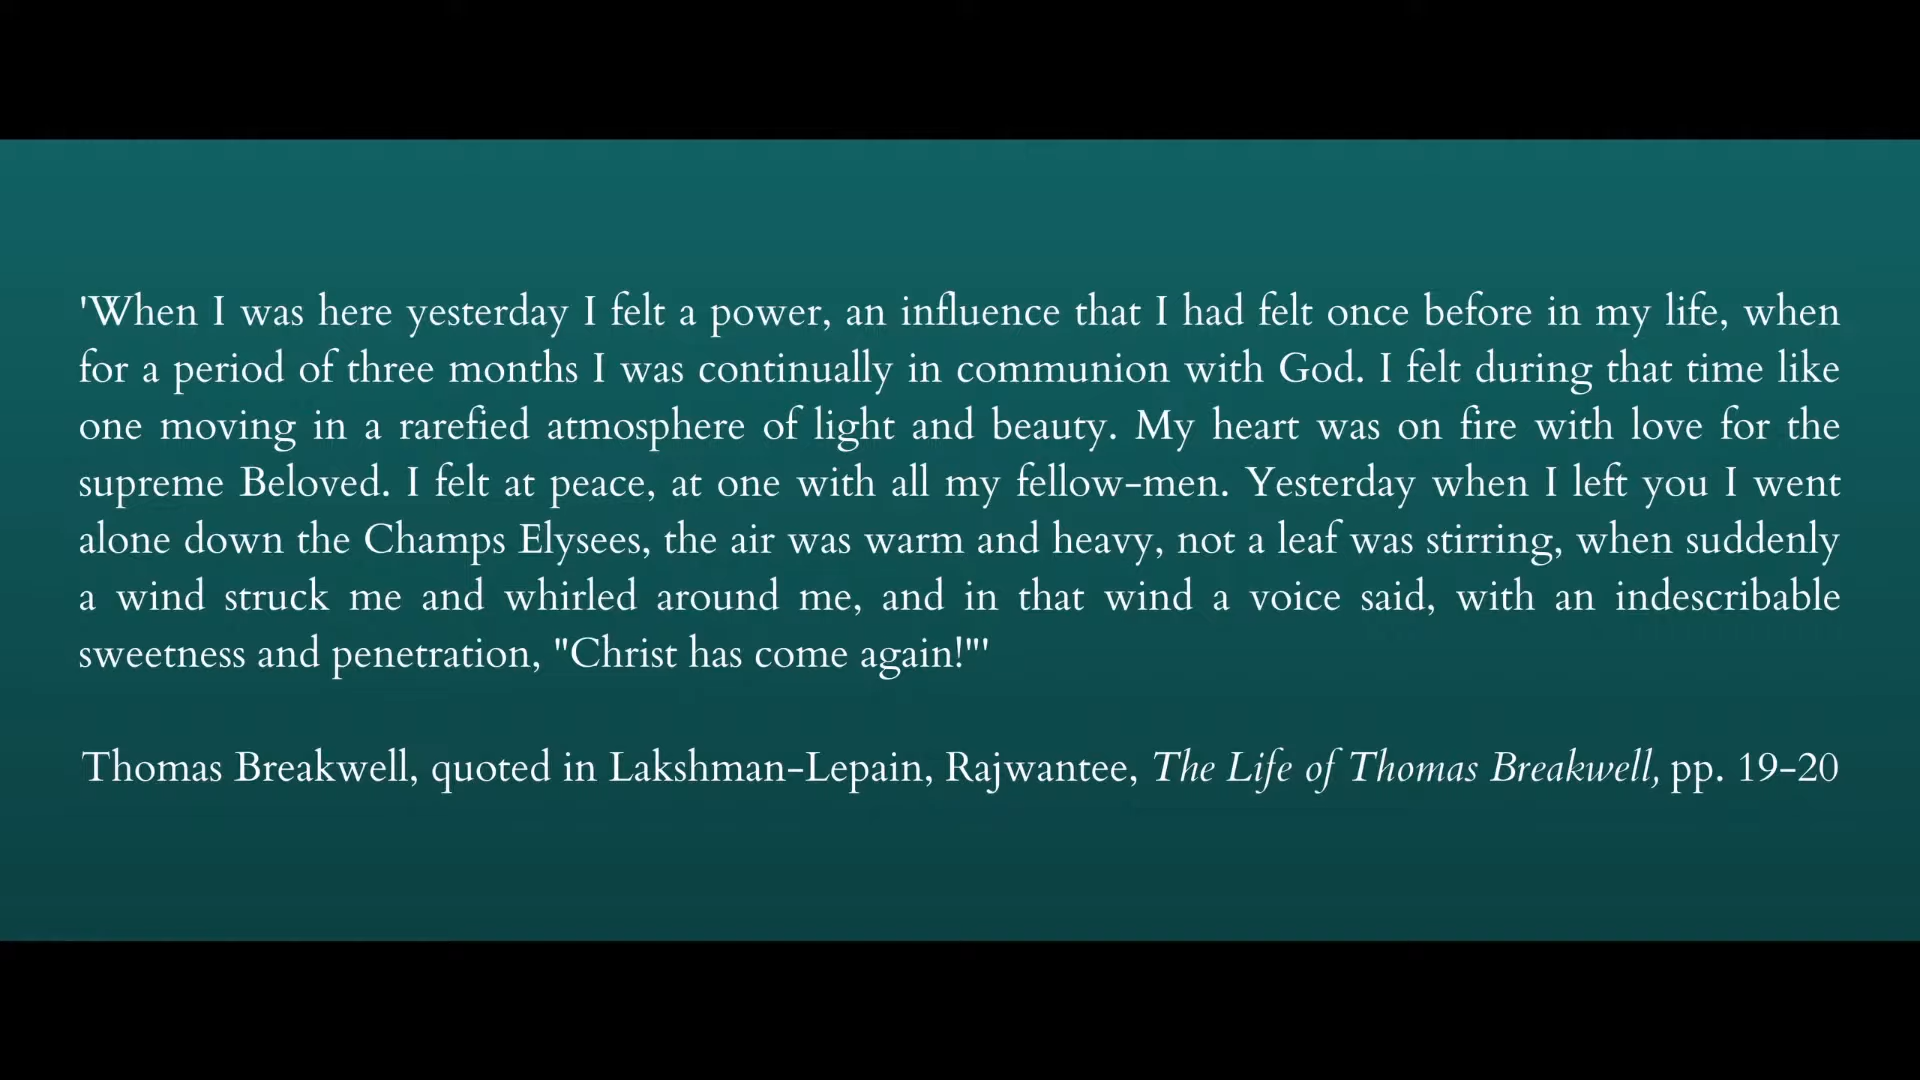 'When I was here yesterday I felt a power, an influence that I had felt once before in my life, when
for a period of three months I was continually in communion with God. I felt during that time like
one moving in a rarefied atmosphere of light and beauty. My heart was on fire with love for the
supreme Beloved. I felt at peace, at one with all my fellow-men. Yesterday when I left you I went
alone down the Champs Elysees, the air was warm and heavy, not a leaf was stirring, when suddenly
a wind struck me and whirled around me, and in that wind a voice said, with an indescribable
sweetness and penetration, "Christ has come again!"'
Thomas Breakwell, quoted in Lakshman-Lepain, Rajwantee, The Life of Thomas Breakwell, pp. 19-20